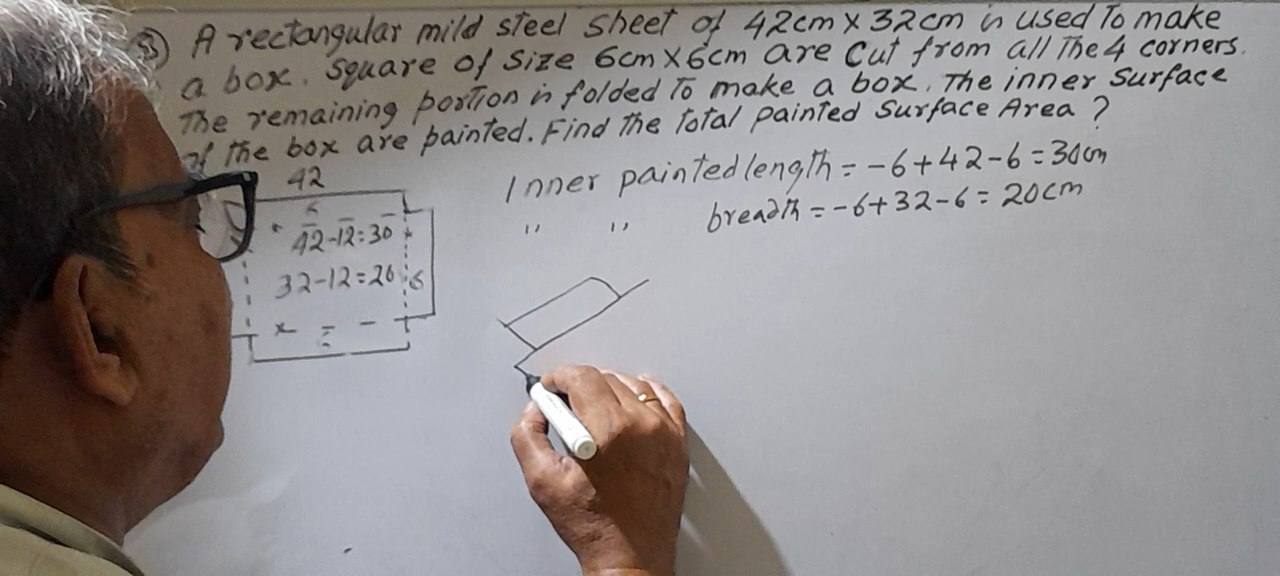 3) A rectangular mild steel sheet of 42cm x 32cm is used To make
a box. Square of size 6cm x 6cm are cut from all The 4 corners.
The remaining portion is folded To make a box. The inner surface
of the box are painted. Find the Total painted Surface Area ?
Inner painted length = -6+42-6 = 30cm
" " breadth = -6+32-6 = 20cm
42
6
42-12=30
32-12=20
6